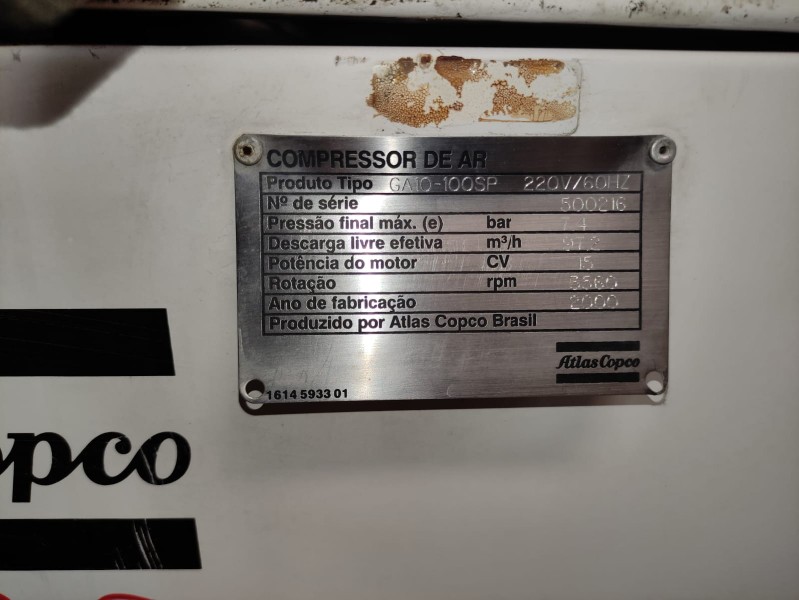 COMPRESSOR DE AR
Produto Tipo GA10-100SP 220V/60HZ
Nº de série 500216
Pressão final máx. (e) bar 7.4
Descarga livre efetiva m³/h
Potência do motor CV 15
Rotação rpm
Ano de fabricação 2000
Produzido por Atlas Copco Brasil
Atlas Copco
1614 5933 01
opco